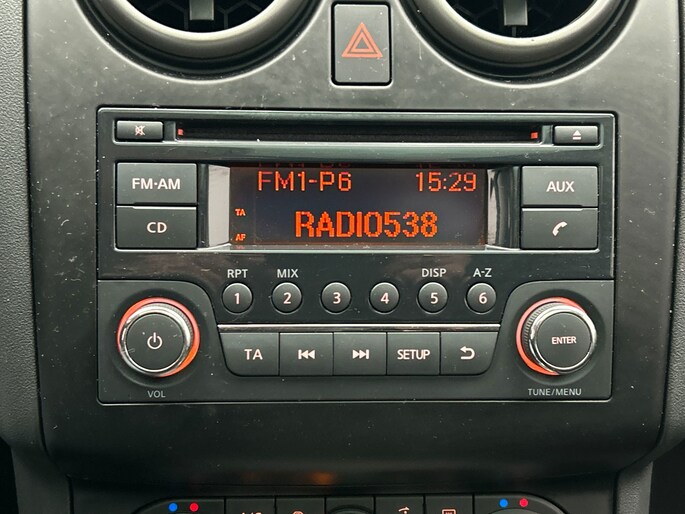 FM-AM
CD
FM1-P6 15:29
TA
AF
RADIO538
AUX
RPT MIX DISP A-Z
1 2 3 4 5 6
TA SETUP
VOL
ENTER
TUNE/MENU